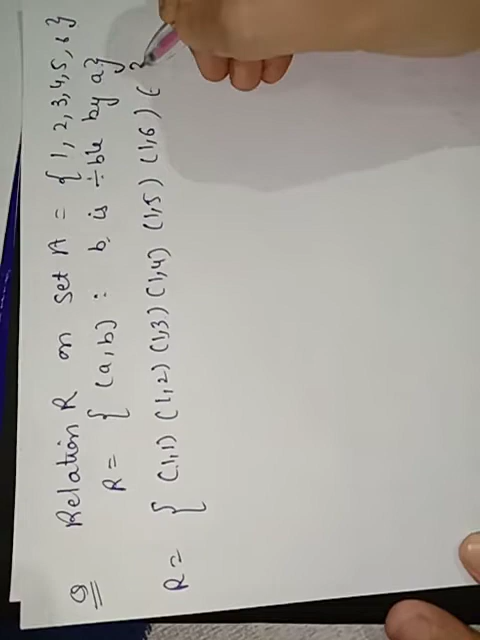 Q Relation R on Set A = { 1, 2, 3, 4, 5, 6 }
R = { (a, b) : b is ÷ble by a }
R = { (1,1) (1,2) (1,3) (1,4) (1,5) (1,6) (2